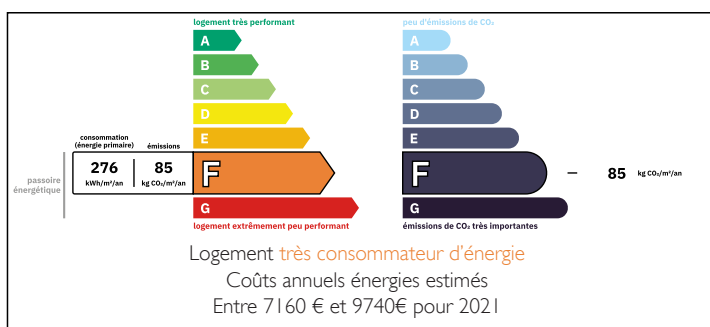 logement très performant
A
B
C
D
E
consommation
(énergie primaire)
émissions
passoire
énergétique
276
kWh/m²/an
85
kg CO₂/m²/an
F
G
logement extrêmement peu performant
peu d'émissions de CO₂
A
B
C
D
E
F
85
kg CO₂/m²/an
G
émissions de CO₂ très importantes
Logement très consommateur d'énergie
Coûts annuels énergies estimés
Entre 7160 € et 9740€ pour 2021